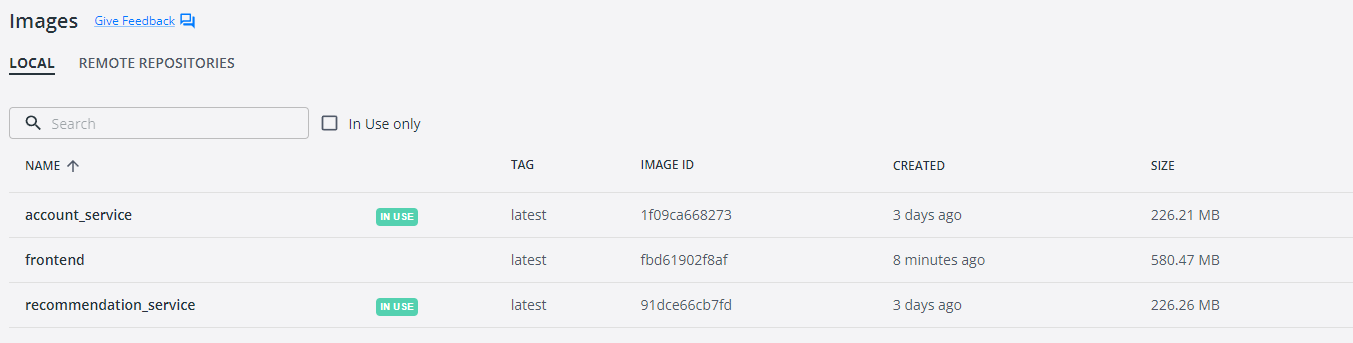 Images Give Feedback
LOCAL REMOTE REPOSITORIES
Search In Use only
NAME TAG IMAGE ID CREATED SIZE
account_service IN USE latest 1f09ca668273 3 days ago 226.21 MB
frontend latest fbd61902f8af 8 minutes ago 580.47 MB
recommendation_service IN USE latest 91dce66cb7fd 3 days ago 226.26 MB